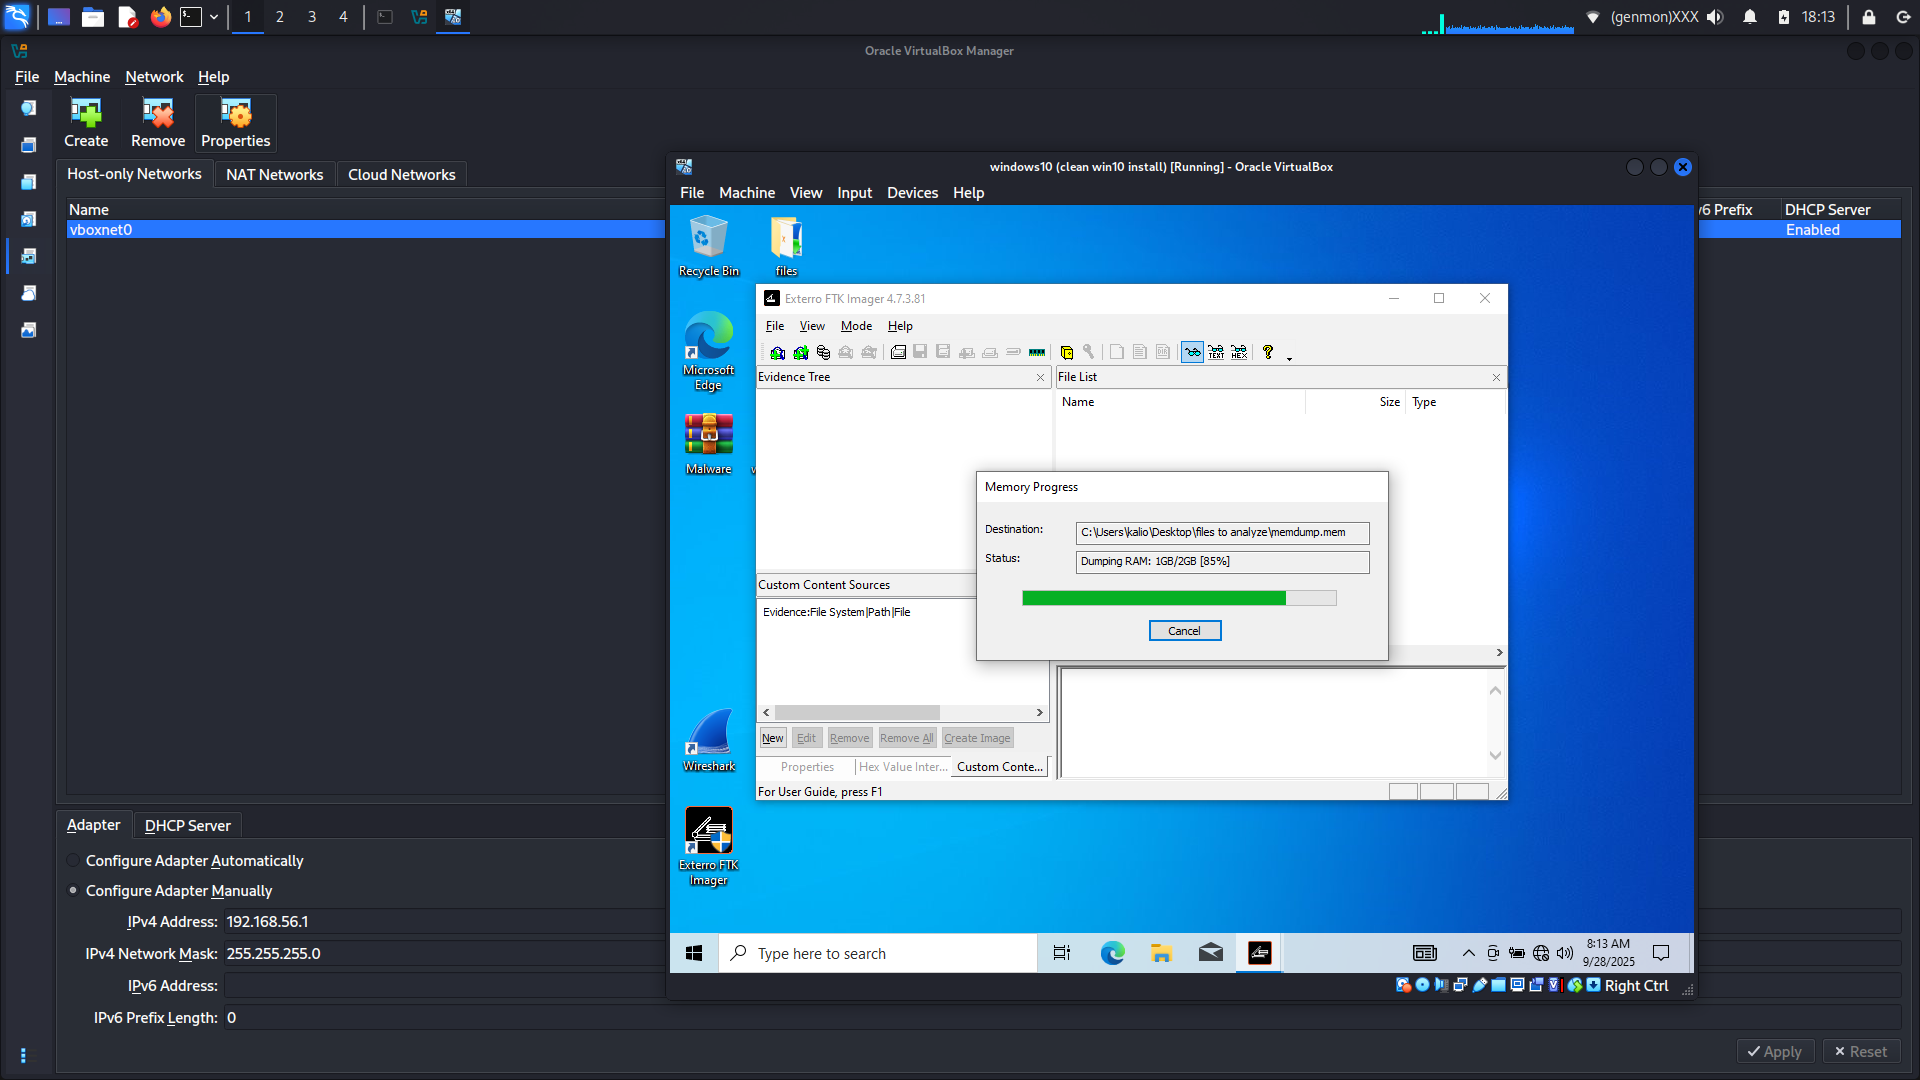 1 2 3 4 (genmon)XXX 18:13
Oracle VirtualBox Manager
File Machine Network Help
Create Remove Properties
Host-only Networks NAT Networks Cloud Networks
Name v6 Prefix DHCP Server
vboxnet0 Enabled
windows10 (clean win10 install) [Running] - Oracle VirtualBox
File Machine View Input Devices Help
Recycle Bin
files
Microsoft
Edge
Malware
Wireshark
Exterro FTK
Imager
Exterro FTK Imager 4.7.3.81
File View Mode Help
TEXT HEX
Evidence Tree
File List
Name Size Type
Memory Progress
Destination: C:\Users\kalio\Desktop\files to analyze\memdump.mem
Status: Dumping RAM: 1GB/2GB [85%]
Cancel
Custom Content Sources
Evidence:File System|Path|File
New Edit Remove Remove All Create Image
Properties Hex Value Inter... Custom Conte...
For User Guide, press F1
Type here to search
8:13 AM
9/28/2025
Right Ctrl
Adapter DHCP Server
Configure Adapter Automatically
Configure Adapter Manually
IPv4 Address: 192.168.56.1
IPv4 Network Mask: 255.255.255.0
IPv6 Address:
IPv6 Prefix Length: 0
Apply Reset